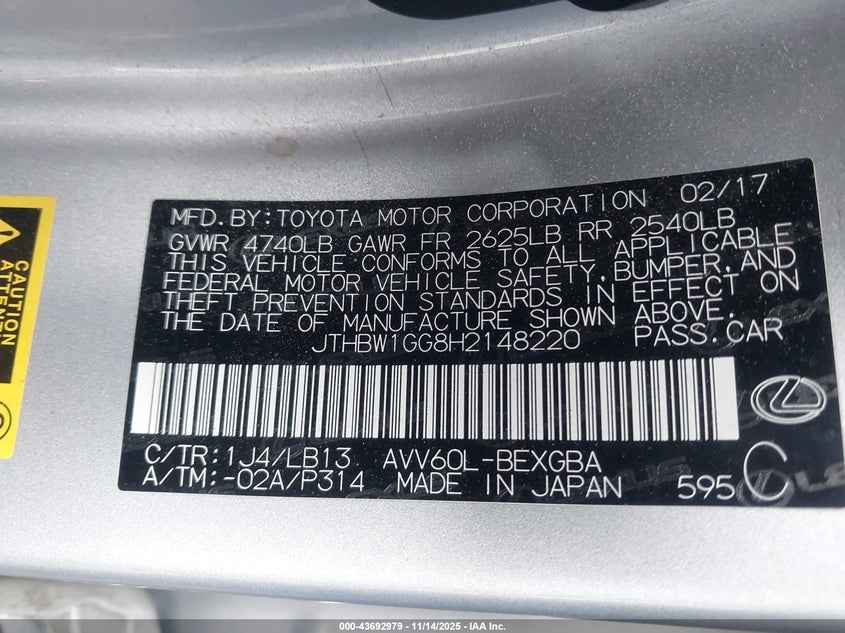 MFD. BY: TOYOTA MOTOR CORPORATION 02/17
GVWR 4740LB GAWR FR 2625LB RR 2540LB
THIS VEHICLE CONFORMS TO ALL APPLICABLE
FEDERAL MOTOR VEHICLE SAFETY, BUMPER, AND
THEFT PREVENTION STANDARDS IN EFFECT ON
THE DATE OF MANUFACTURE SHOWN ABOVE.
JTHBW1GG8H2148220 PASS. CAR
C/TR: 1J4/LB13 AVV60L-BEXGBA
A/TM: -02A/P314 MADE IN JAPAN 595 C
CAUTION
000-43692979 - 11/14/2025 - IAA Inc.